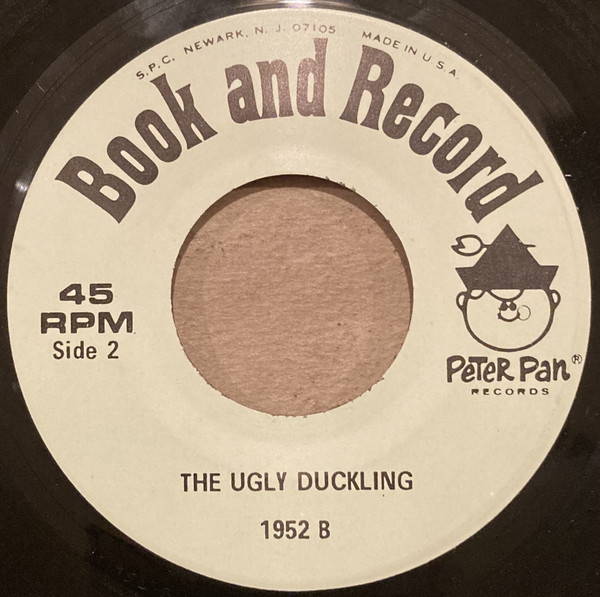 S.P.C. NEWARK, N. J. 07105 MADE IN U.S.A.
Book and Record
45
RPM
Side 2
PETER PAN®
RECORDS
THE UGLY DUCKLING
1952 B